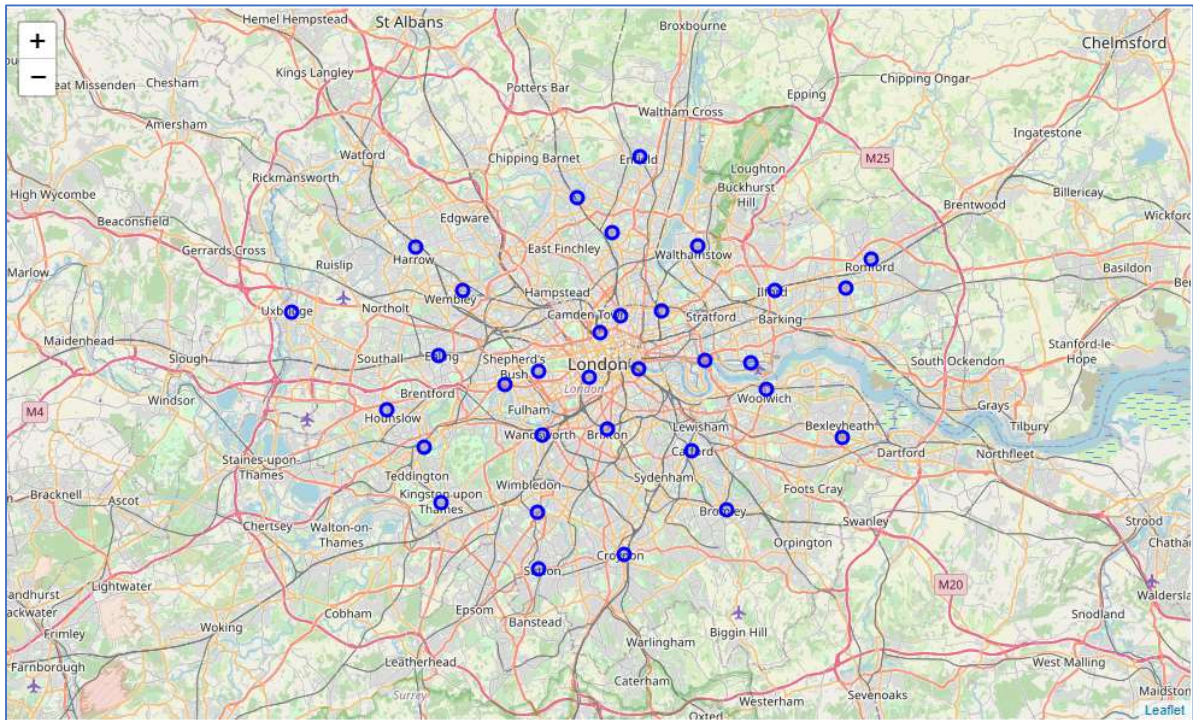 Hemel Hempstead
St Albans
Broxbourne
Chelmsford
+
−
Kings Langley
Chesham
Chipping Ongar
Potters Bar
Epping
Waltham Cross
Amersham
Ingatestone
Watford
Chipping Barnet
Enfield
M25
Loughton
Rickmansworth
Buckhurst
Hill
Billericay
High Wycombe
Brentwood
Beaconsfield
Edgware
Wickford
Gerrards Cross
East Finchley
Walthamstow
Harrow
Ruislip
Romford
Basildon
Marlow
Wembley
Hampstead
Ilford
Uxbridge
Northolt
Camden Town
Stratford
Barking
Maidenhead
Stanford-le
Hope
Slough
Southall
Ealing
Shepherd's
Bush
London
South Ockendon
London
Windsor
Brentford
Woolwich
M4
Fulham
Grays
Hounslow
Tilbury
Wandsworth
Brixton
Lewisham
Bexleyheath
Staines-upon-
Thames
Catford
Dartford
Northfleet
Teddington
Wimbledon
Sydenham
Foots Cray
Bracknell
Ascot
Kingston upon
Thames
Chertsey
Walton-on-
Thames
Bromley
Swanley
Strood
Croydon
Orpington
Lightwater
Sutton
M20
Epsom
Cobham
Banstead
Snodland
Woking
Biggin Hill
Frimley
Warlingham
Leatherhead
West Malling
Farnborough
Caterham
Surrey
Sevenoaks
Westerham
Oxted
Leaflet